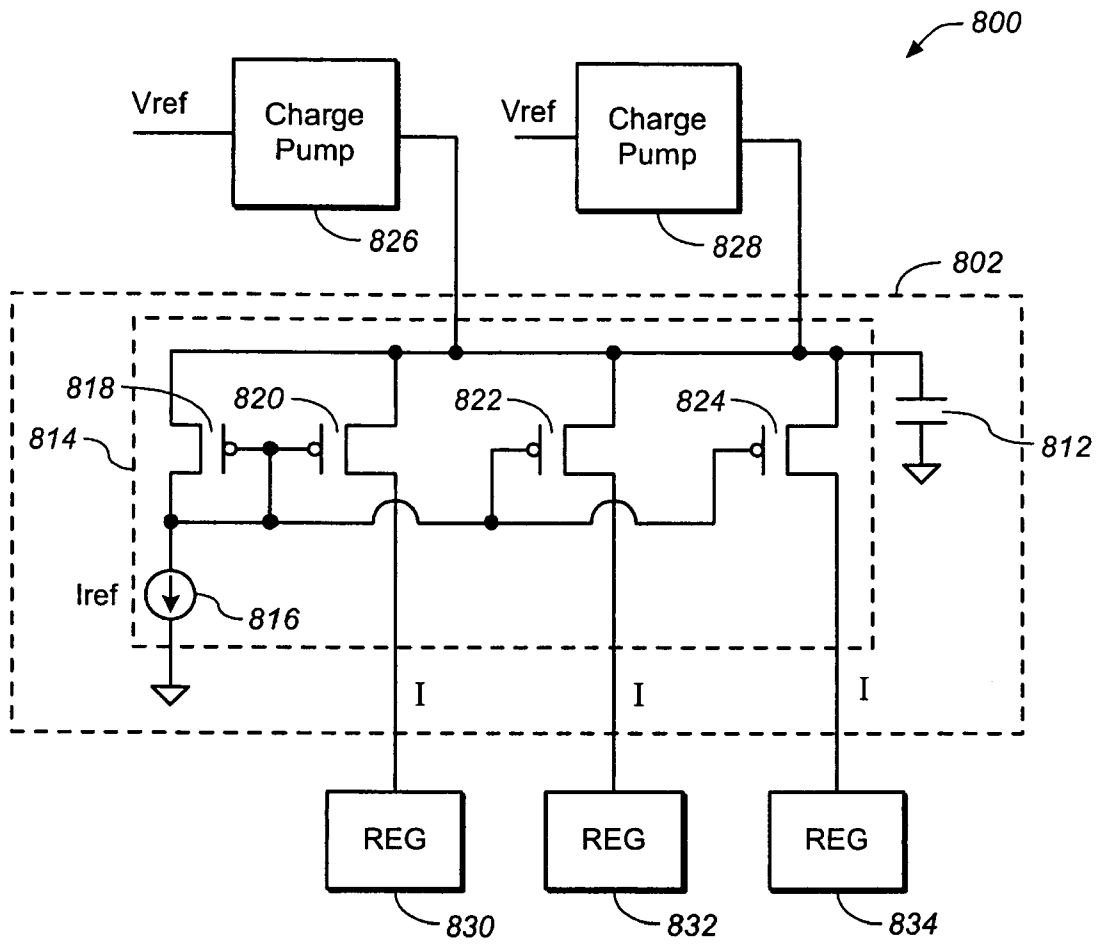 800
Vref
Charge
Pump
826
Vref
Charge
Pump
828
802
818
820
822
824
814
812
Iref
816
I
I
I
REG
REG
REG
830
832
834